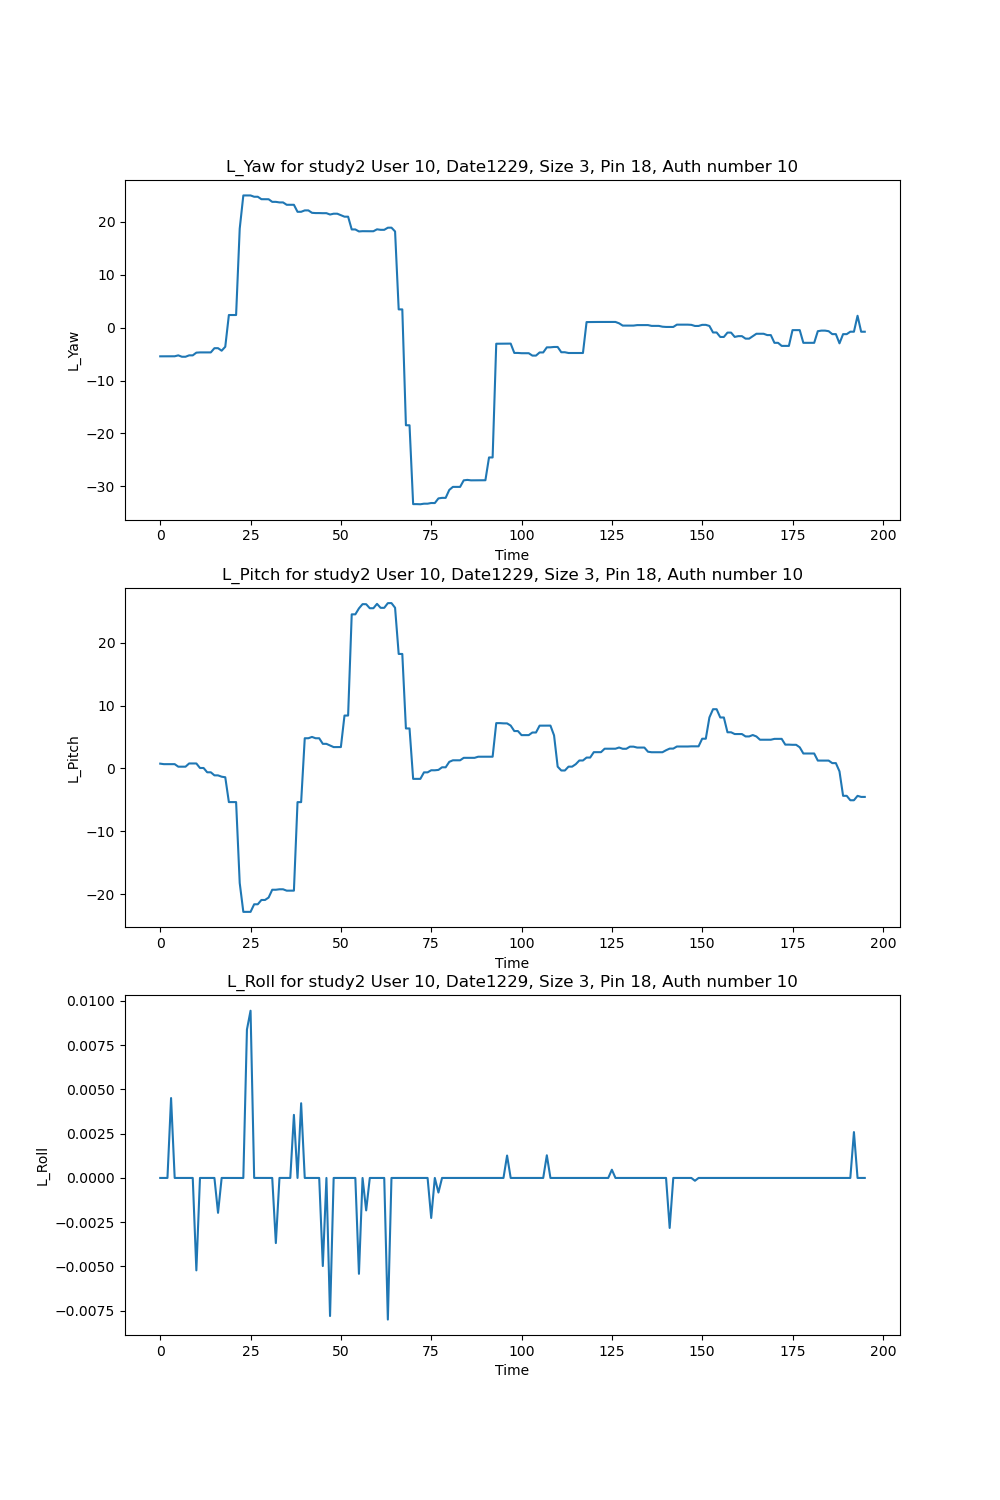 L_Yaw for study2 User 10, Date1229, Size 3, Pin 18, Auth number 10
20
10
0
−10
−20
−30
L_Yaw
0 25 50 75 100 125 150 175 200
Time
L_Pitch for study2 User 10, Date1229, Size 3, Pin 18, Auth number 10
20
10
0
−10
−20
L_Pitch
0 25 50 75 100 125 150 175 200
Time
L_Roll for study2 User 10, Date1229, Size 3, Pin 18, Auth number 10
0.0100
0.0075
0.0050
0.0025
0.0000
−0.0025
−0.0050
−0.0075
L_Roll
0 25 50 75 100 125 150 175 200
Time